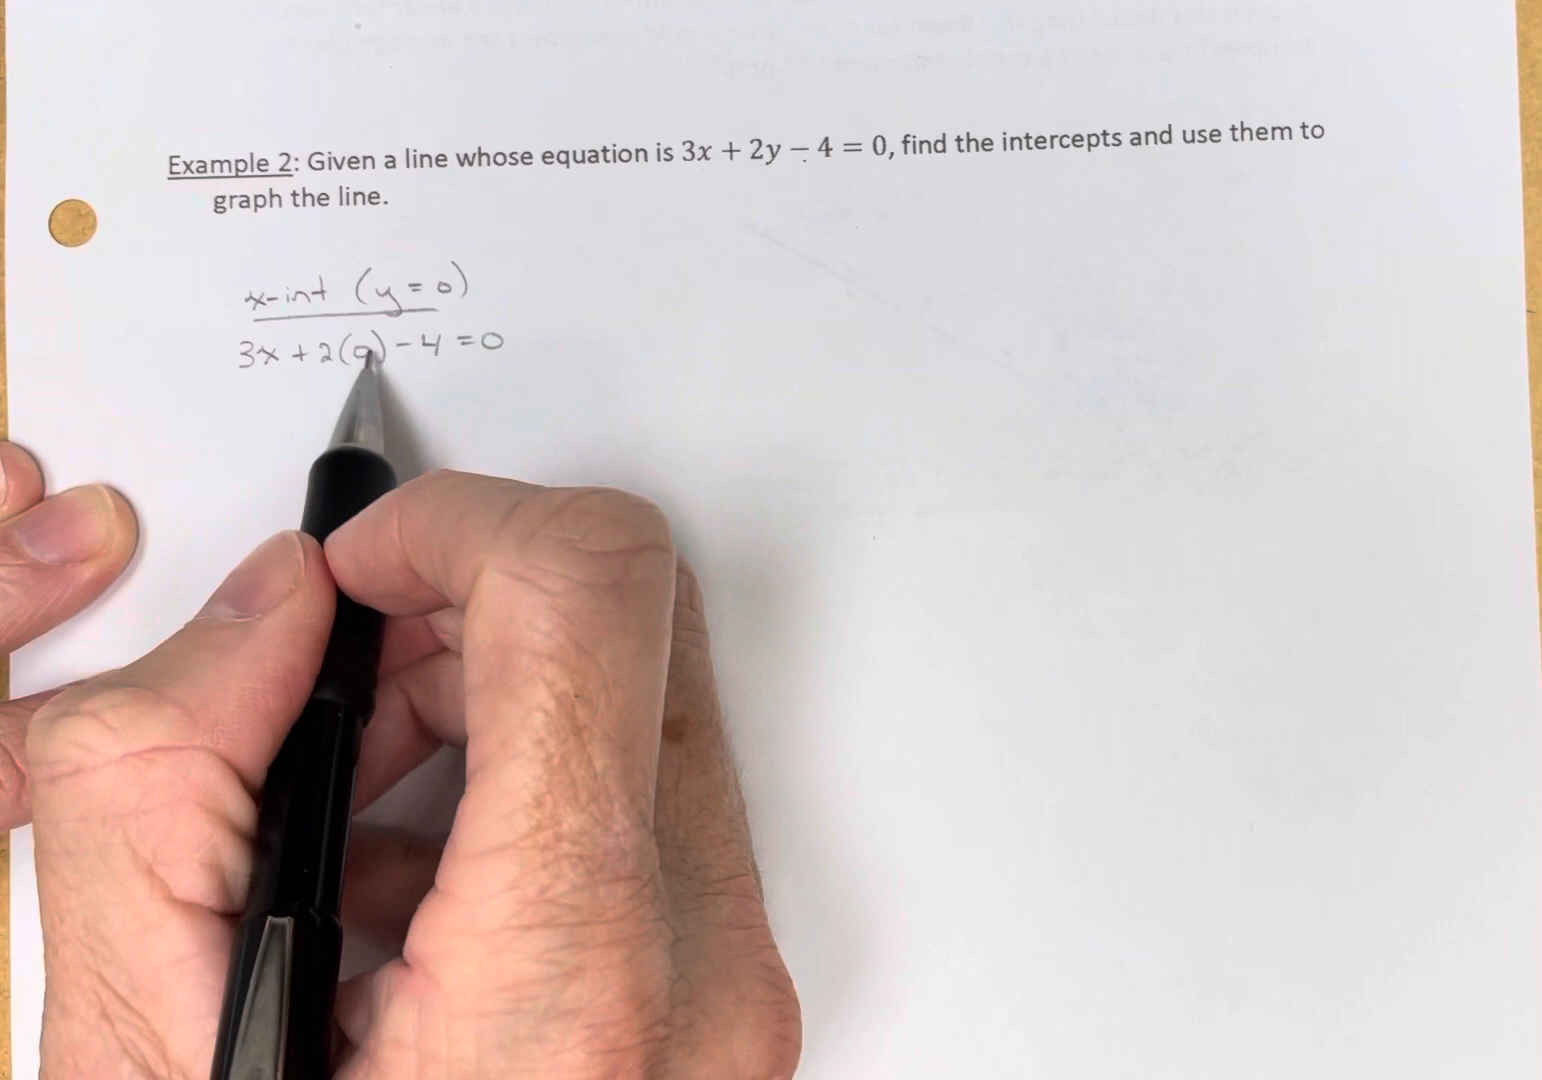 Example 2: Given a line whose equation is 3x + 2y − 4 = 0, find the intercepts and use them to
graph the line.
x-int (y = 0)
3x + 2(0) - 4 = 0